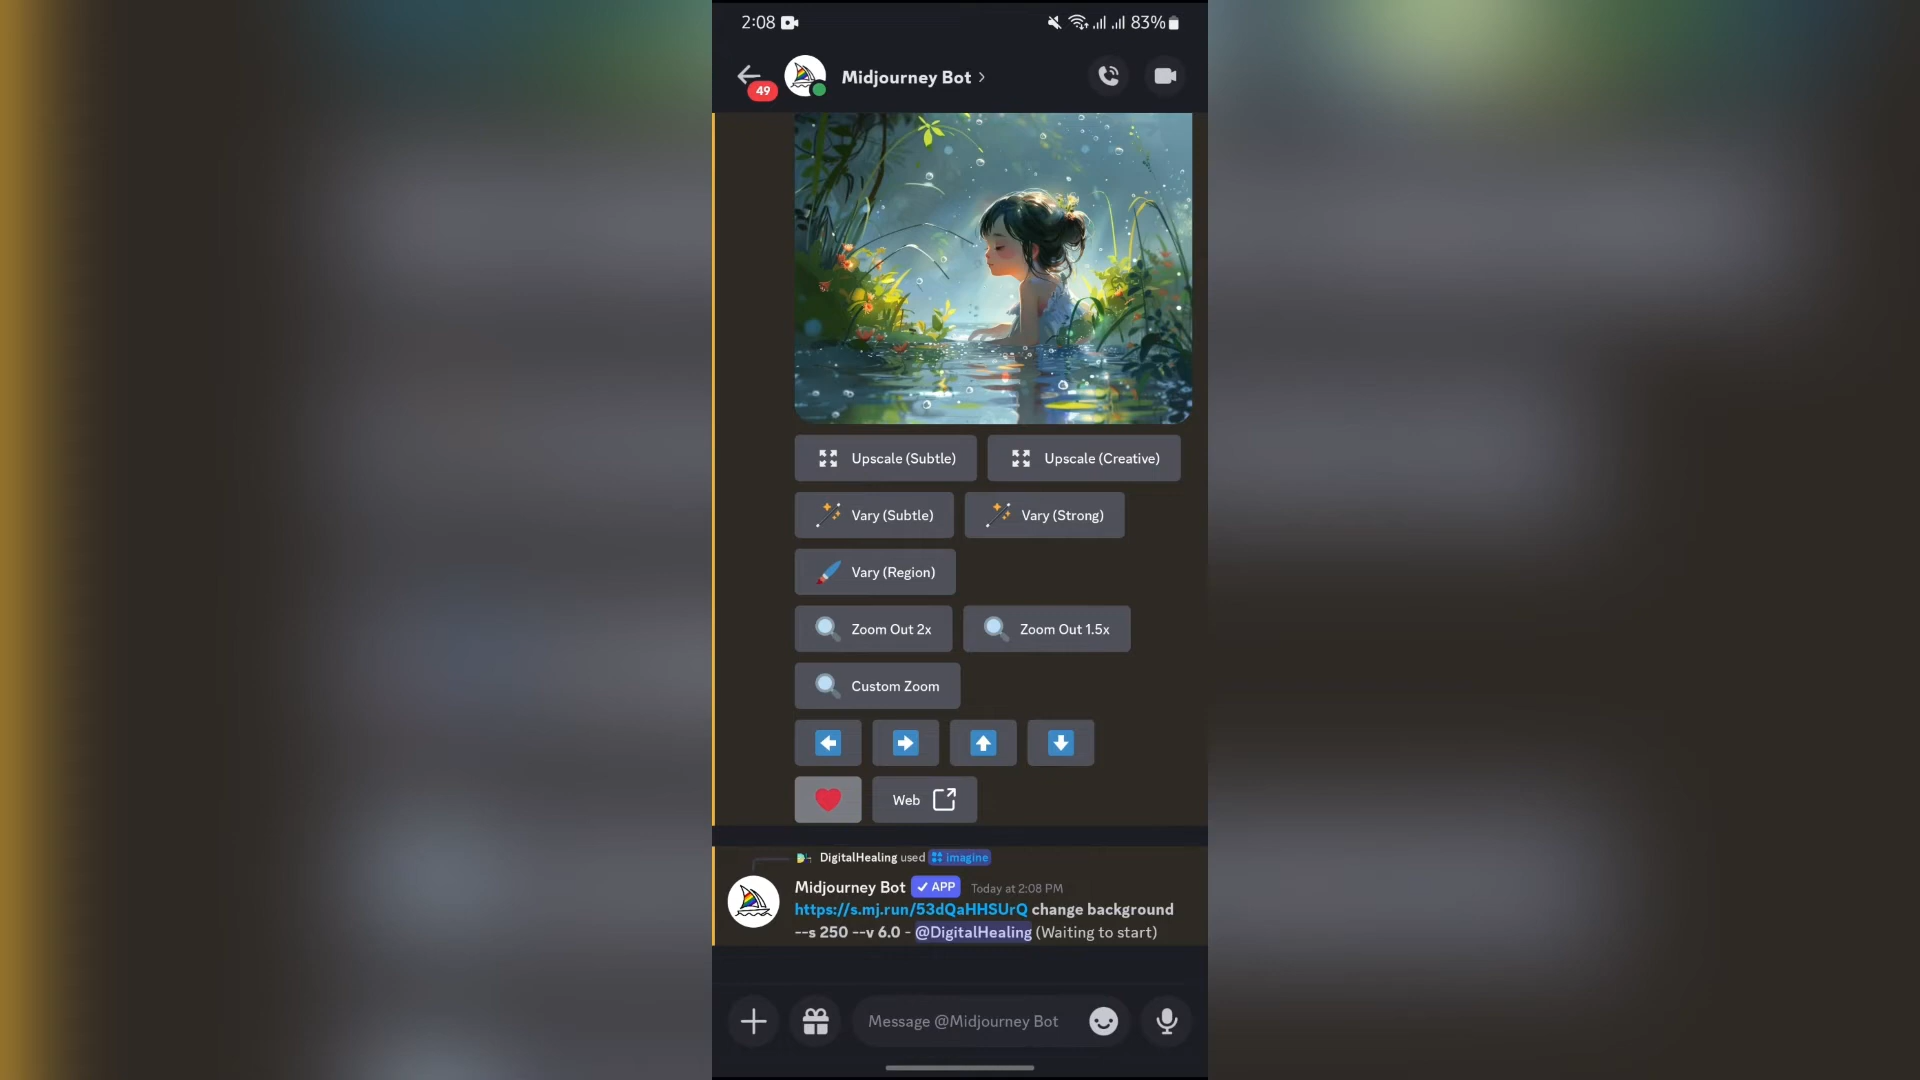 2:08 83%
49 Midjourney Bot
Upscale (Subtle) Upscale (Creative)
Vary (Subtle) Vary (Strong)
Vary (Region)
Zoom Out 2x Zoom Out 1.5x
Custom Zoom
Web
DigitalHealing used imagine
Midjourney Bot APP Today at 2:08 PM
https://s.mj.run/53dQaHHSUrQ change background
--s 250 --v 6.0 - @DigitalHealing (Waiting to start)
Message @Midjourney Bot